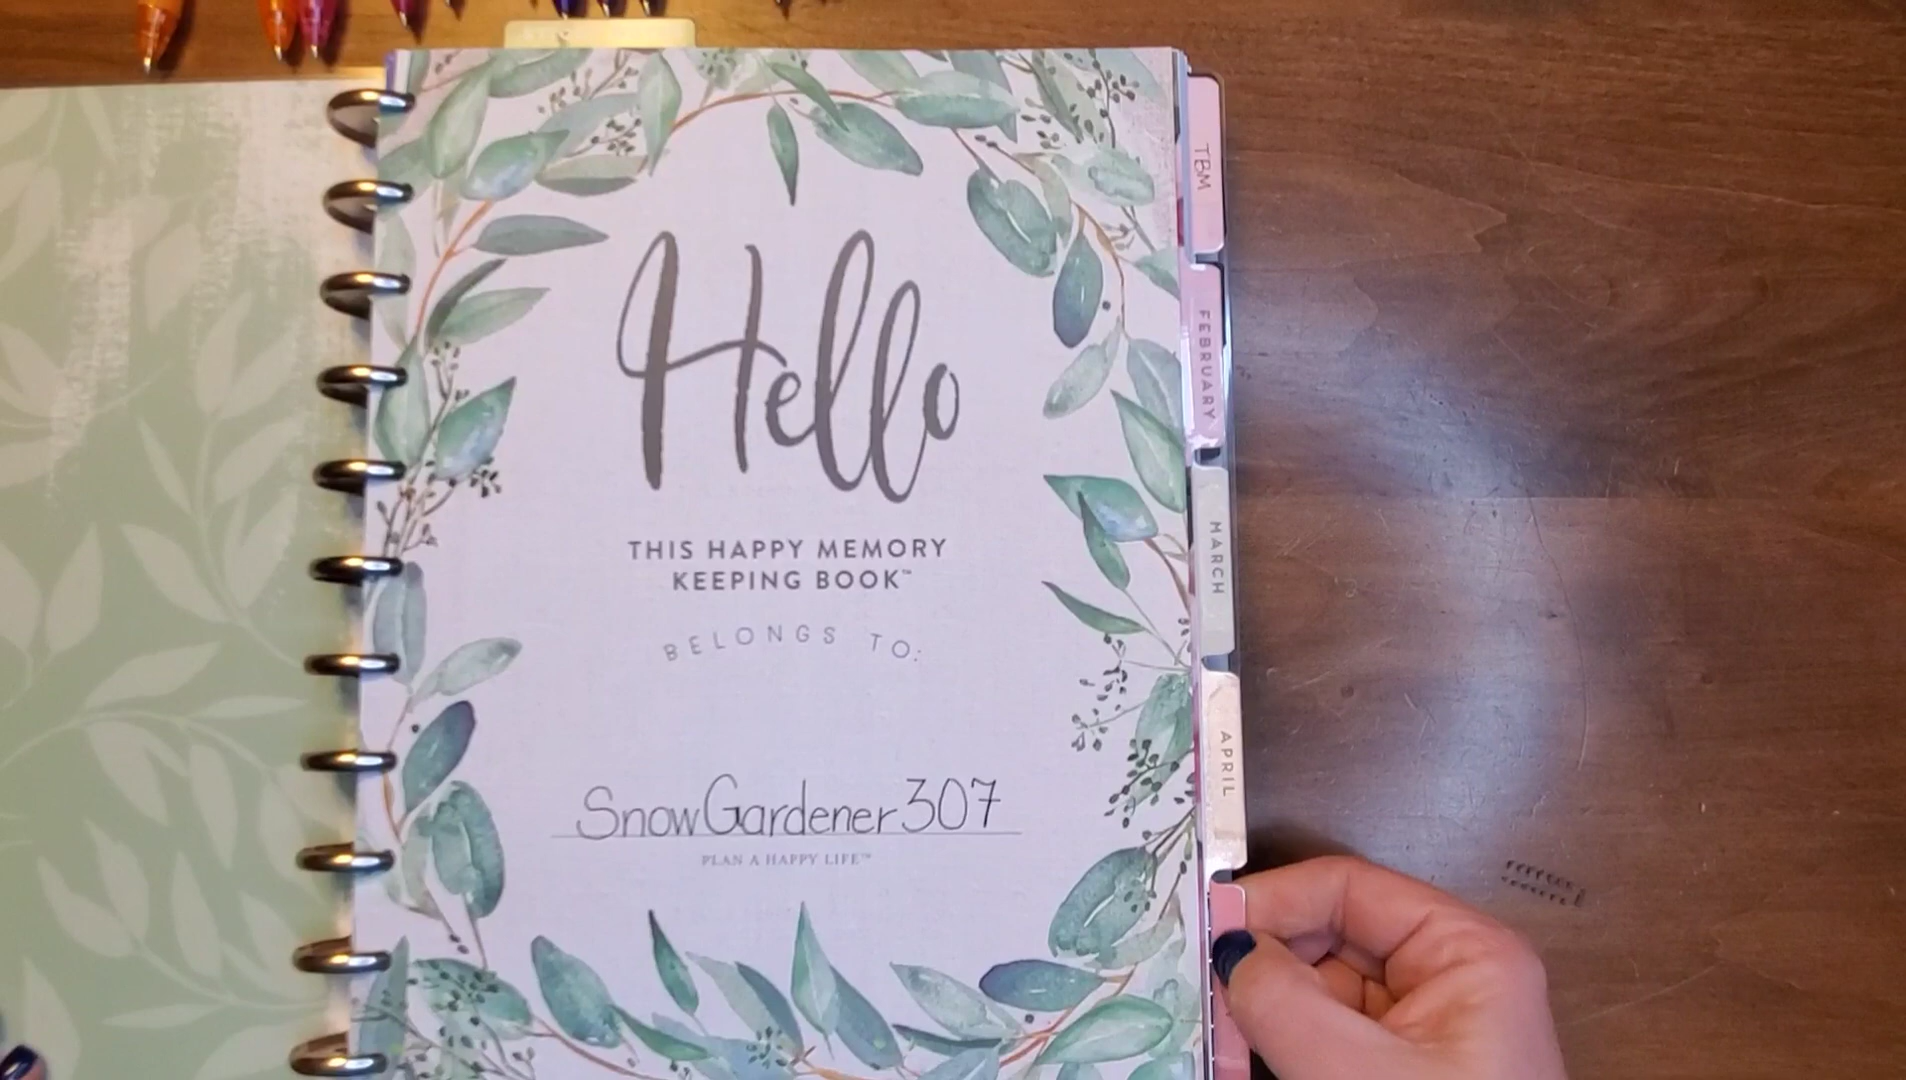 Hello
THIS HAPPY MEMORY
KEEPING BOOK™
BELONGS TO:
SnowGardener307
PLAN A HAPPY LIFE™
TBM
FEBRUARY
MARCH
APRIL